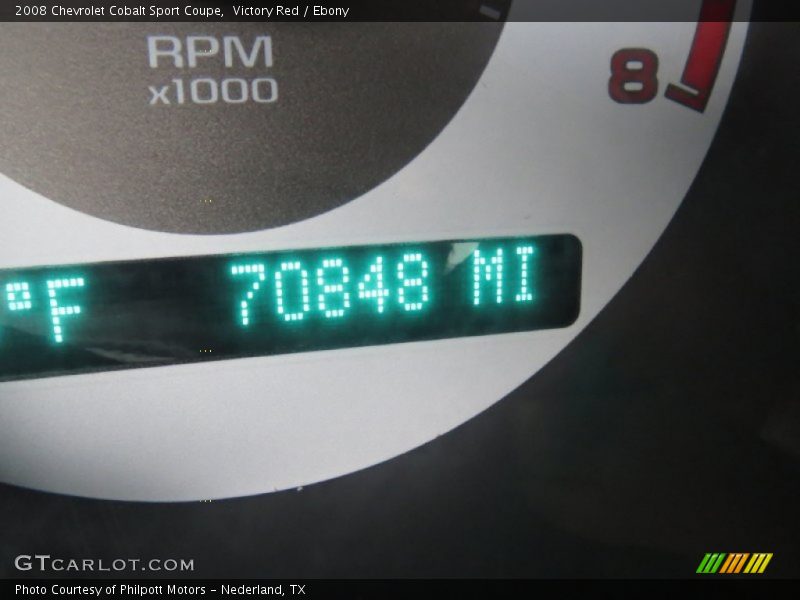 2008 Chevrolet Cobalt Sport Coupe,  Victory Red / Ebony
RPM
x1000
8
°F 70848 MI
GTCARLOT.COM
Photo Courtesy of Philpott Motors - Nederland, TX